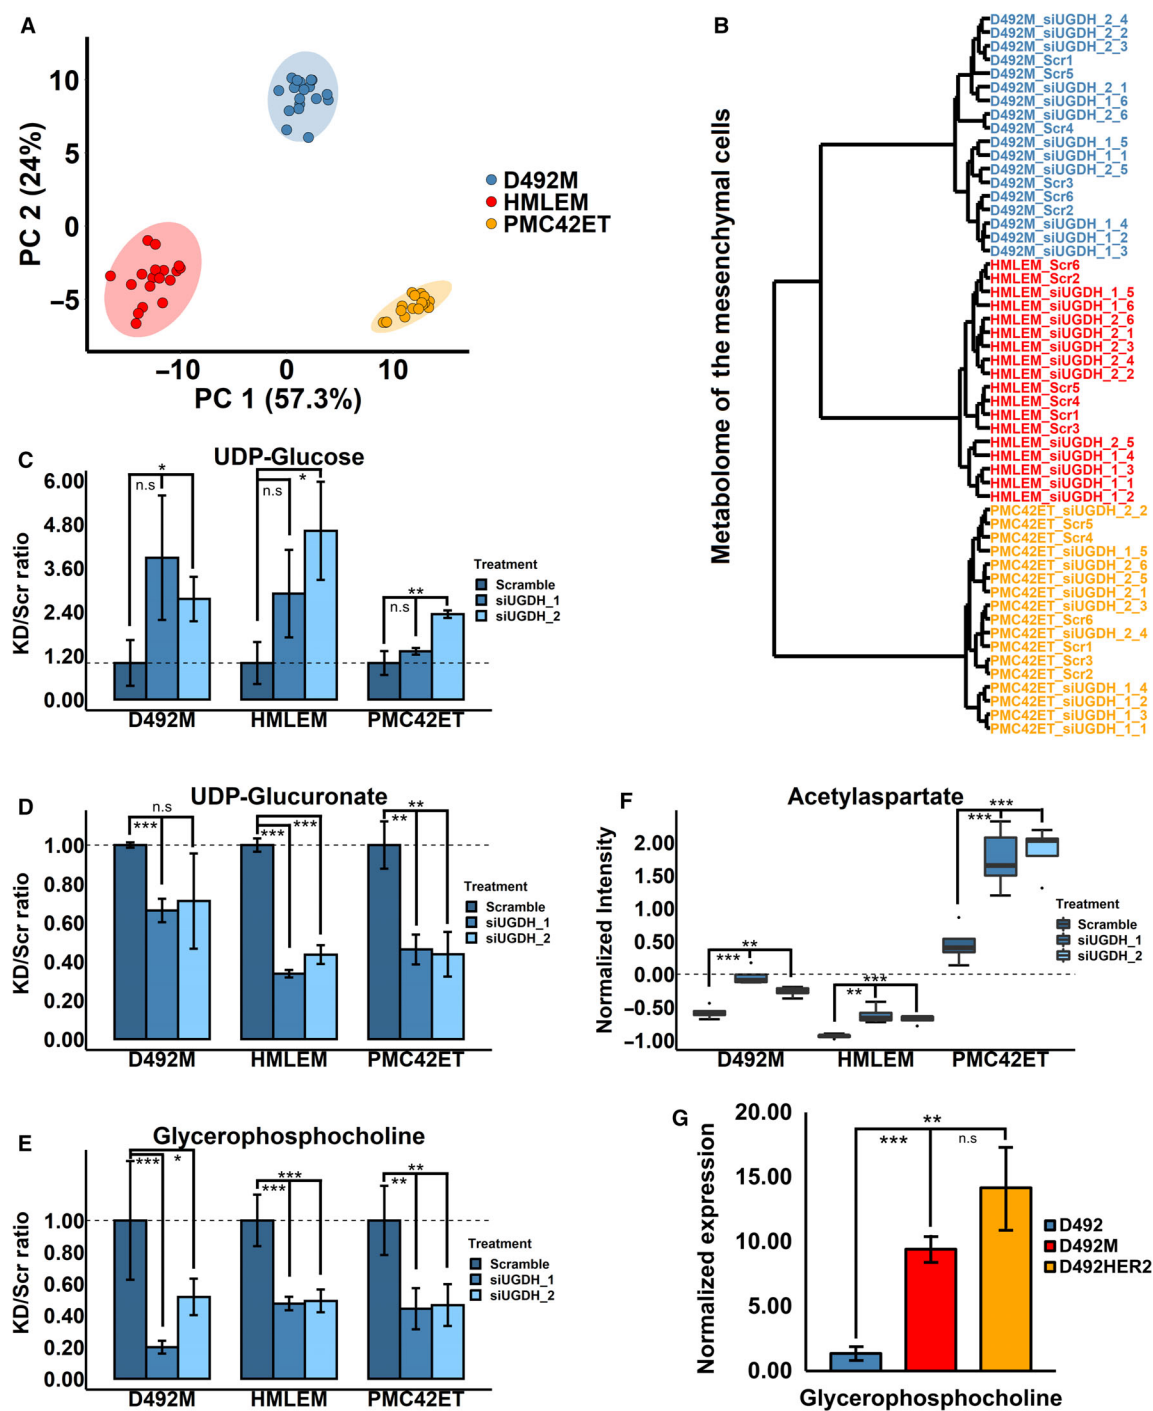 A
10
5
0
−5
PC 2 (24%)
−10 0 10
PC 1 (57.3%)
D492M
HMLEM
PMC42ET
B
Metabolome of the mesenchymal cells
D492M_siUGDH_2_4
D492M_siUGDH_2_2
D492M_siUGDH_2_3
D492M_Scr1
D492M_Scr5
D492M_siUGDH_2_1
D492M_siUGDH_1_6
D492M_siUGDH_2_6
D492M_Scr4
D492M_siUGDH_1_5
D492M_siUGDH_1_1
D492M_siUGDH_2_5
D492M_Scr3
D492M_Scr6
D492M_Scr2
D492M_siUGDH_1_4
D492M_siUGDH_1_2
D492M_siUGDH_1_3
HMLEM_Scr6
HMLEM_Scr2
HMLEM_siUGDH_1_5
HMLEM_siUGDH_1_6
HMLEM_siUGDH_2_6
HMLEM_siUGDH_2_1
HMLEM_siUGDH_2_3
HMLEM_siUGDH_2_4
HMLEM_siUGDH_2_2
HMLEM_Scr5
HMLEM_Scr4
HMLEM_Scr1
HMLEM_Scr3
HMLEM_siUGDH_2_5
HMLEM_siUGDH_1_4
HMLEM_siUGDH_1_3
HMLEM_siUGDH_1_1
HMLEM_siUGDH_1_2
PMC42ET_siUGDH_2_2
PMC42ET_Scr5
PMC42ET_Scr4
PMC42ET_siUGDH_1_5
PMC42ET_siUGDH_2_6
PMC42ET_siUGDH_2_5
PMC42ET_siUGDH_2_1
PMC42ET_siUGDH_2_3
PMC42ET_Scr6
PMC42ET_siUGDH_2_4
PMC42ET_Scr1
PMC42ET_Scr3
PMC42ET_Scr2
PMC42ET_siUGDH_1_4
PMC42ET_siUGDH_1_2
PMC42ET_siUGDH_1_3
PMC42ET_siUGDH_1_1
C
UDP-Glucose
KD/Scr ratio
6.00
4.80
3.60
2.40
1.20
0.00
* n.s
* n.s
** n.s
D492M HMLEM PMC42ET
Treatment
Scramble
siUGDH_1
siUGDH_2
D
UDP-Glucuronate
KD/Scr ratio
1.00
0.80
0.60
0.40
0.20
0.00
n.s ***
*** ***
** **
D492M HMLEM PMC42ET
Treatment
Scramble
siUGDH_1
siUGDH_2
E
Glycerophosphocholine
KD/Scr ratio
1.00
0.80
0.60
0.40
0.20
0.00
*** *
*** ***
** **
D492M HMLEM PMC42ET
Treatment
Scramble
siUGDH_1
siUGDH_2
F
Acetylaspartate
Normalized Intensity
2.00
1.50
1.00
0.50
0.00
−0.50
−1.00
*** **
** ***
*** ***
D492M HMLEM PMC42ET
Treatment
Scramble
siUGDH_1
siUGDH_2
G
Normalized expression
20.00
15.00
10.00
5.00
0.00
**
*** n.s
Glycerophosphocholine
D492
D492M
D492HER2